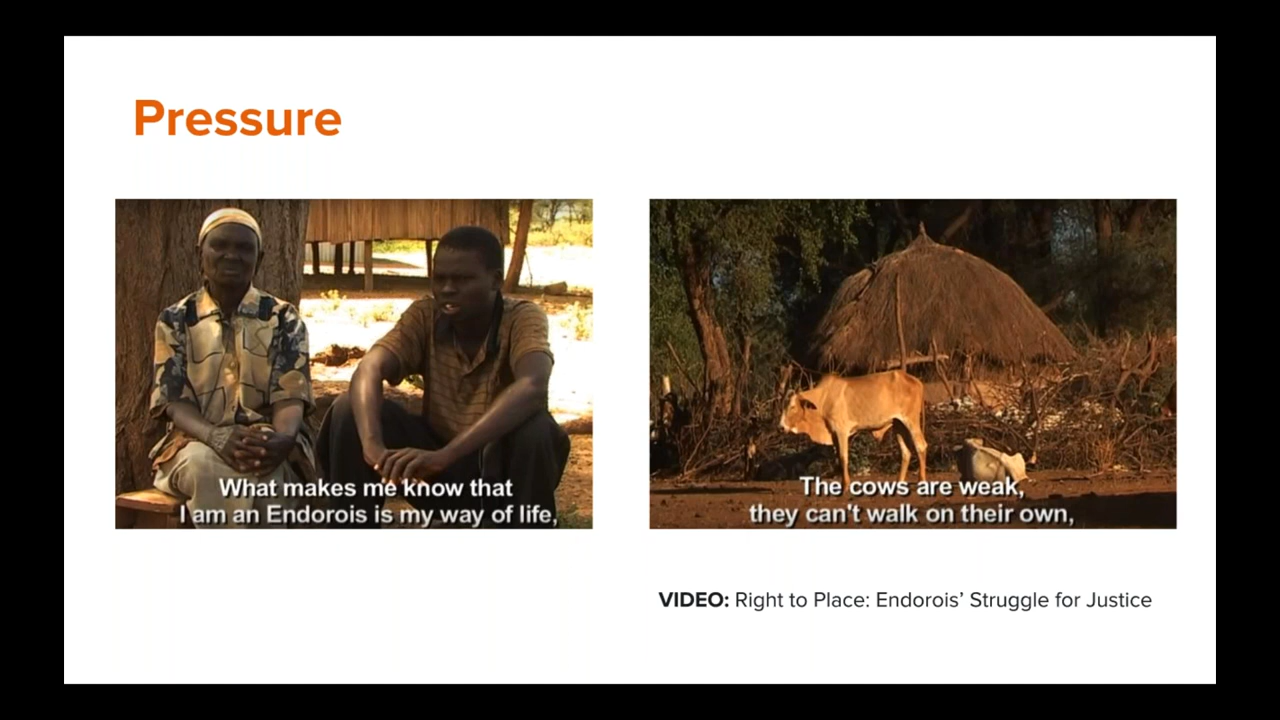 Pressure
What makes me know that
I am an Endorois is my way of life,
The cows are weak,
they can't walk on their own,
VIDEO: Right to Place: Endorois’ Struggle for Justice